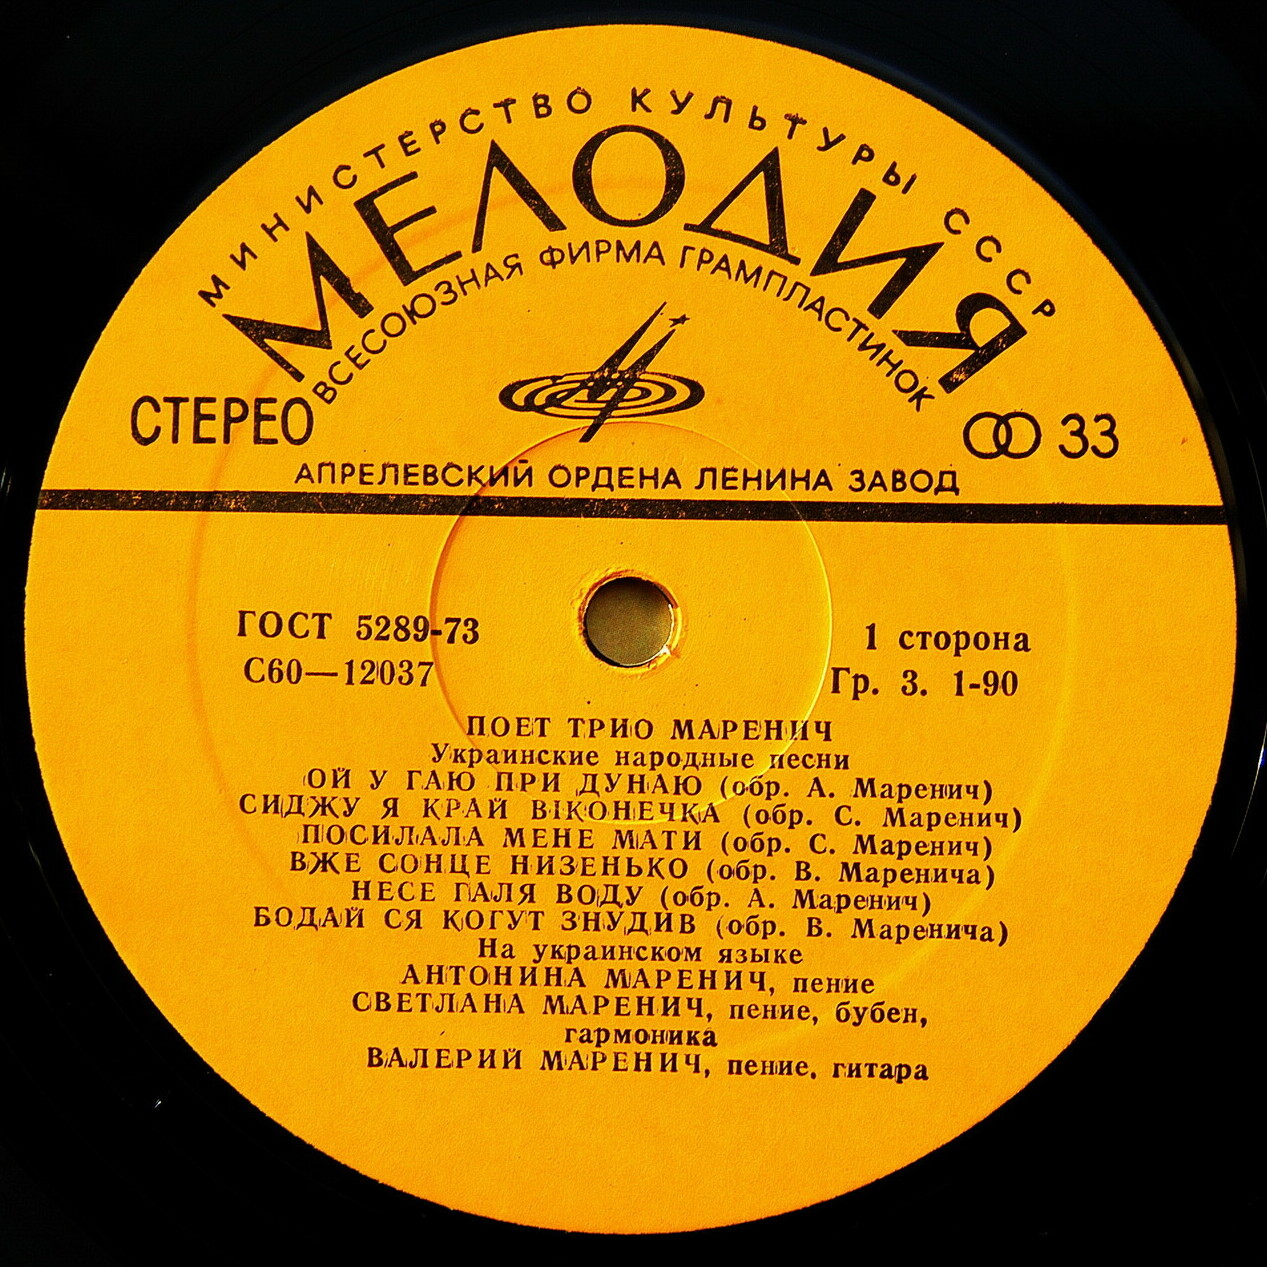 МИНИСТЕРСТВО КУЛЬТУРЫ СССР
МЕЛОДИЯ
ВСЕСОЮЗНАЯ ФИРМА ГРАМПЛАСТИНОК
СТЕРЕО
33
АПРЕЛЕВСКИЙ ОРДЕНА ЛЕНИНА ЗАВОД
ГОСТ 5289-73
С60—12037
1 сторона
Гр. 3. 1-90
ПОЕТ ТРИО МАРЕНИЧ
Украинские народные песни
ОЙ У ГАЮ ПРИ ДУНАЮ (обр. А. Маренич)
СИДЖУ Я КРАЙ ВІКОНЕЧКА (обр. С. Маренич)
ПОСИЛАЛА МЕНЕ МАТИ (обр. С. Маренич)
ВЖЕ СОНЦЕ НИЗЕНЬКО (обр. В. Маренича)
НЕСЕ ГАЛЯ ВОДУ (обр. А. Маренич)
БОДАЙ СЯ КОГУТ ЗНУДИВ (обр. В. Маренича)
На украинском языке
АНТОНИНА МАРЕНИЧ, пение
СВЕТЛАНА МАРЕНИЧ, пение, бубен,
гармоника
ВАЛЕРИЙ МАРЕНИЧ, пение, гитара